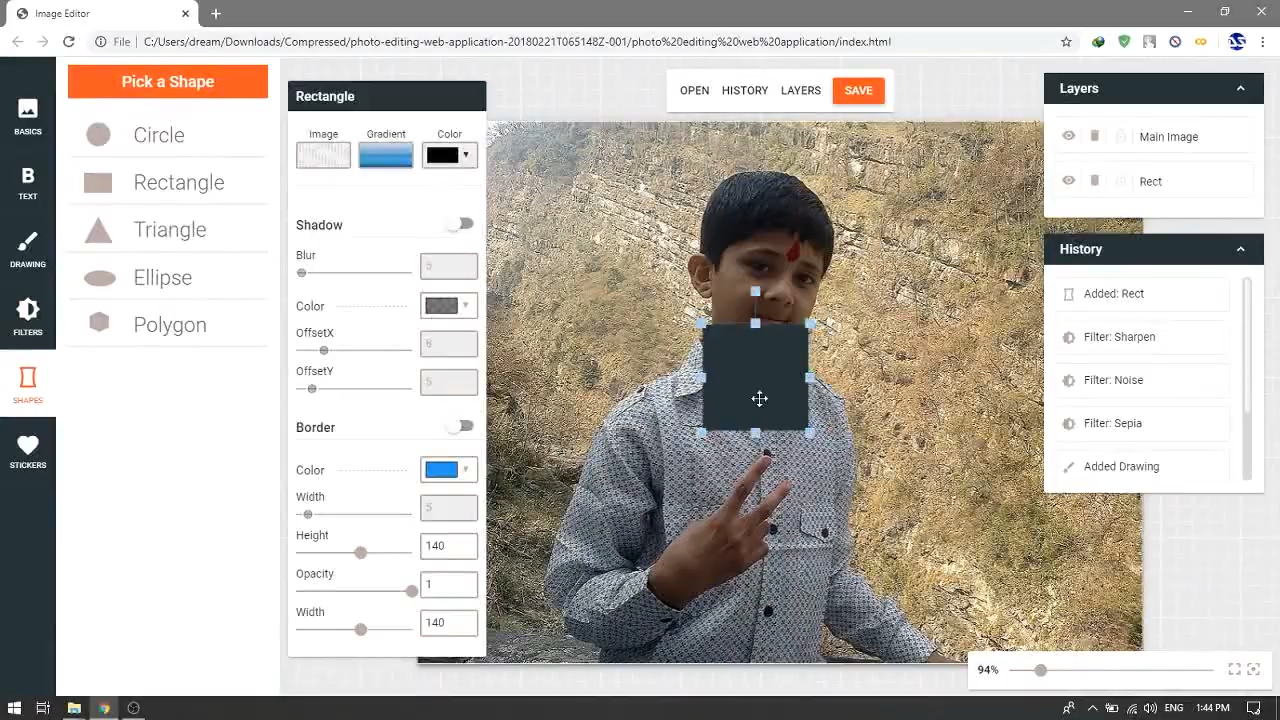 Image Editor
File | C:/Users/dream/Downloads/Compressed/photo-editing-web-application-20180221T065148Z-001/photo%20editing%20web%20application/index.html
BASICS
TEXT
DRAWING
FILTERS
SHAPES
STICKERS
Pick a Shape
Circle
Rectangle
Triangle
Ellipse
Polygon
Rectangle
Image Gradient Color
Shadow
Blur
5
Color
OffsetX
OffsetY
5
Border
Color
Width
5
Height
140
Opacity
1
Width
140
OPEN HISTORY LAYERS SAVE
Layers
Main Image
Rect
History
Added: Rect
Filter: Sharpen
Filter: Noise
Filter: Sepia
Added Drawing
94%
ENG 1:44 PM